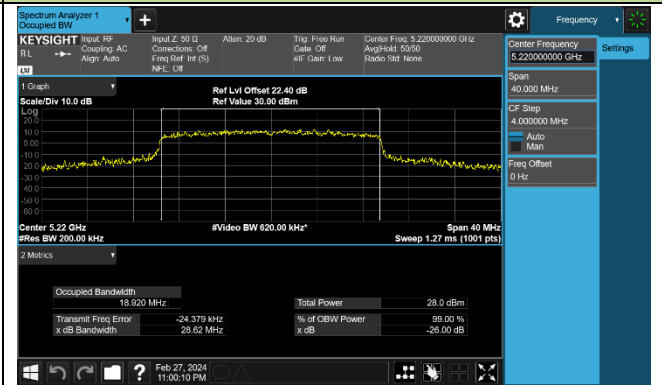 Spectrum Analyzer 1
Occupied BW
Frequency
KEYSIGHT
RL
LXI
Input: RF
Coupling: AC
Align: Auto
Input Z: 50 Ω
Corrections: Off
Freq Ref: Int (S)
NFE: Off
Atten: 20 dB
Trig: Free Run
Gate: Off
#IF Gain: Low
Center Freq: 5.220000000 GHz
Avg|Hold: 50/50
Radio Std: None
Center Frequency
5.220000000 GHz
Settings
Span
40.000 MHz
CF Step
4.000000 MHz
Auto
Man
Freq Offset
0 Hz
1 Graph
Scale/Div 10.0 dB
Ref Lvl Offset 22.40 dB
Ref Value 30.00 dBm
Log
20.0
10.0
0.00
-10.0
-20.0
-30.0
-40.0
-50.0
-60.0
Center 5.22 GHz
#Video BW 620.00 kHz*
Span 40 MHz
#Res BW 200.00 kHz
Sweep 1.27 ms (1001 pts)
2 Metrics
Occupied Bandwidth
18.920 MHz
Total Power 28.0 dBm
Transmit Freq Error -24.379 kHz
% of OBW Power 99.00 %
x dB Bandwidth 28.62 MHz
x dB -26.00 dB
?
Feb 27, 2024
11:00:10 PM